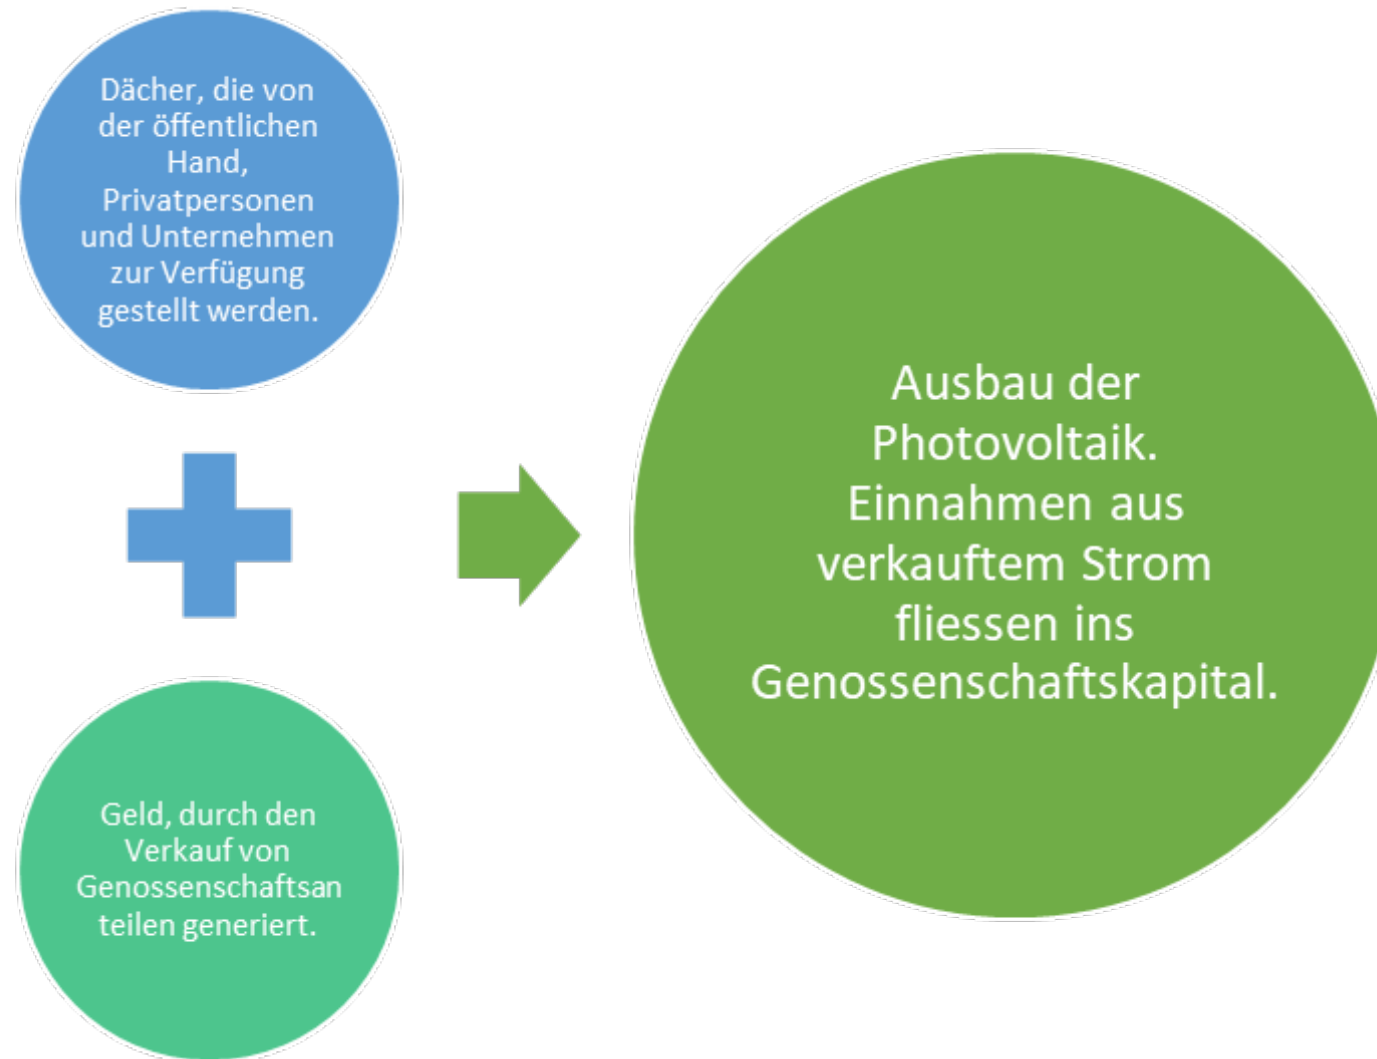 Dächer, die von
der öffentlichen
Hand,
Privatpersonen
und Unternehmen
zur Verfügung
gestellt werden.
Geld, durch den
Verkauf von
Genossenschaftsan
teilen generiert.
Ausbau der
Photovoltaik.
Einnahmen aus
verkauftem Strom
fliessen ins
Genossenschaftskapital.